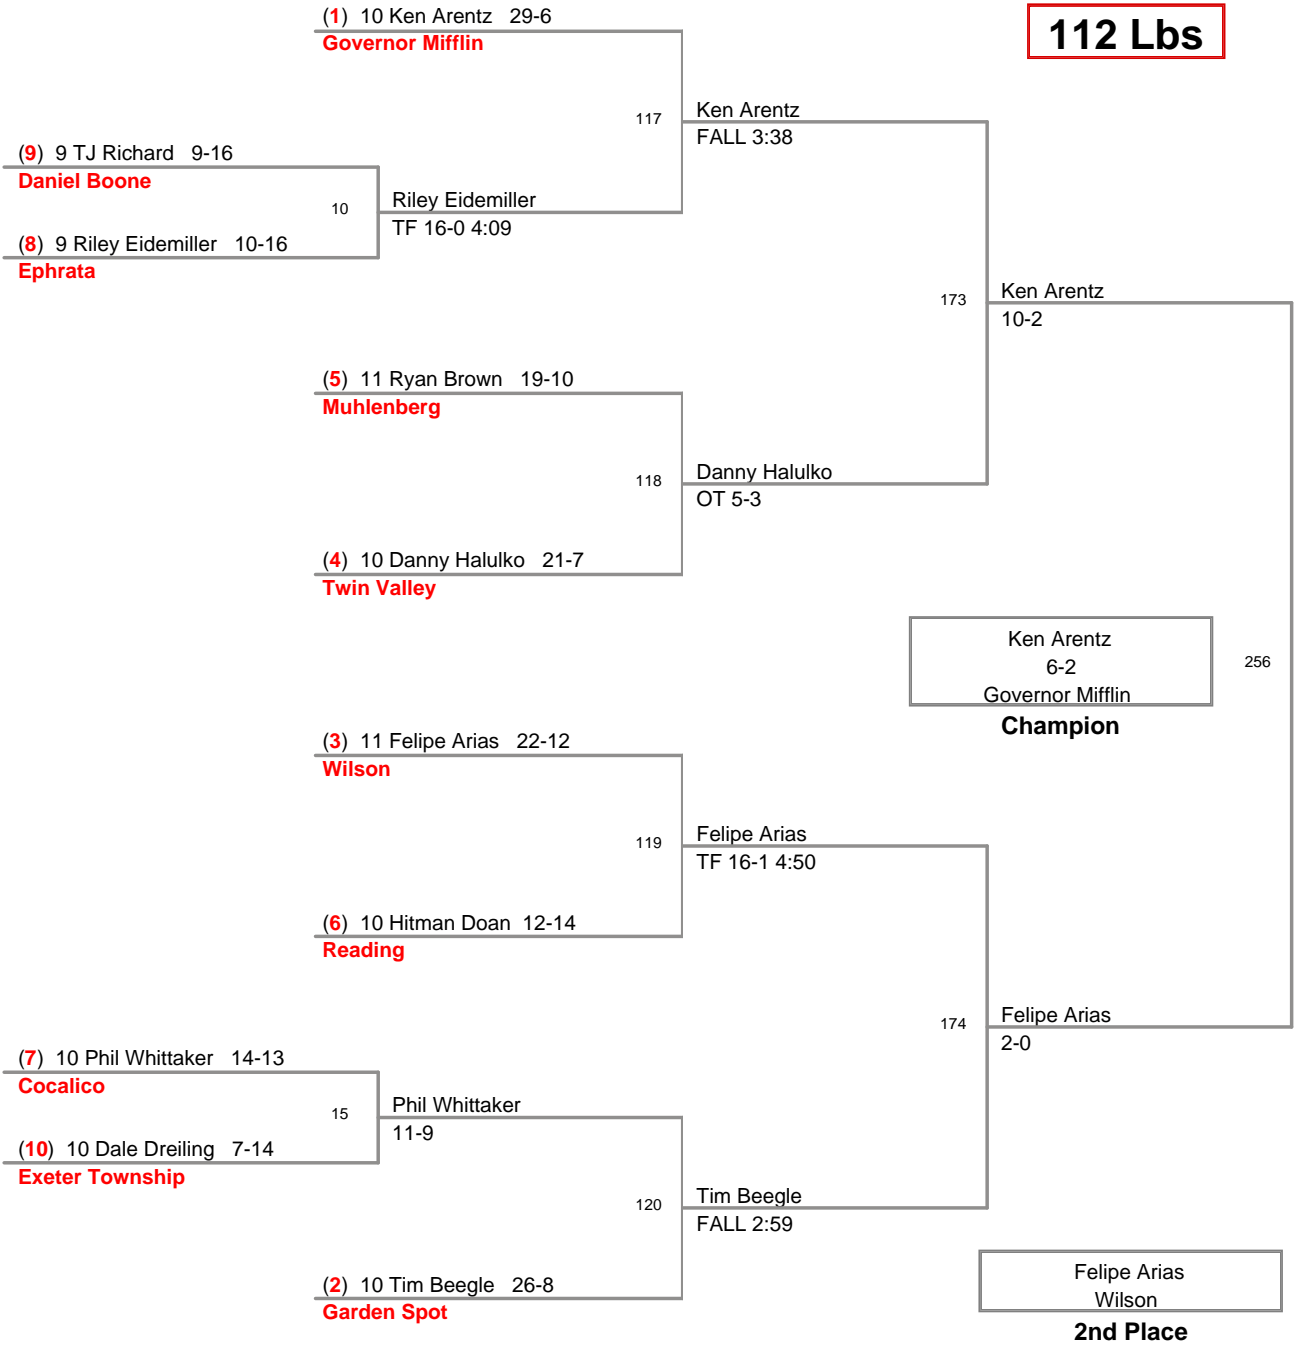 (1) 10 Ken Arentz 29-6
Governor Mifflin
112 Lbs
117
Ken Arentz
FALL 3:38
(9) 9 TJ Richard 9-16
Daniel Boone
10
Riley Eidemiller
TF 16-0 4:09
(8) 9 Riley Eidemiller 10-16
Ephrata
173
Ken Arentz
10-2
(5) 11 Ryan Brown 19-10
Muhlenberg
118
Danny Halulko
OT 5-3
(4) 10 Danny Halulko 21-7
Twin Valley
Ken Arentz
6-2
Governor Mifflin
Champion
256
(3) 11 Felipe Arias 22-12
Wilson
119
Felipe Arias
TF 16-1 4:50
(6) 10 Hitman Doan 12-14
Reading
174
Felipe Arias
2-0
(7) 10 Phil Whittaker 14-13
Cocalico
15
Phil Whittaker
11-9
(10) 10 Dale Dreiling 7-14
Exeter Township
120
Tim Beegle
FALL 2:59
(2) 10 Tim Beegle 26-8
Garden Spot
Felipe Arias
Wilson
2nd Place